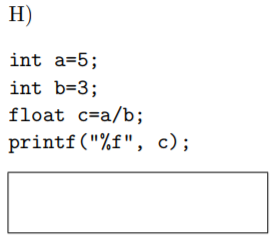 H)
int a=5;
int b=3;
float c=a/b;
printf("%f", c);